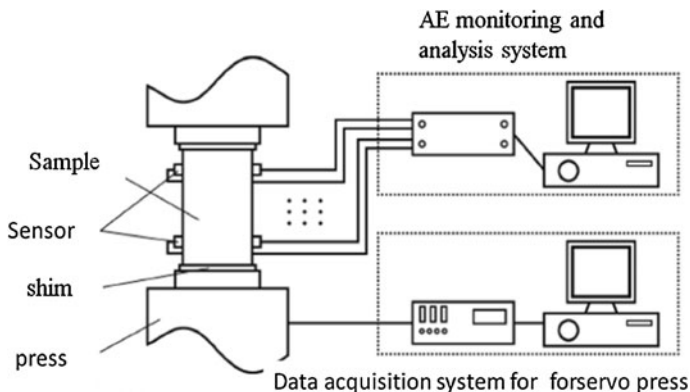 AE monitoring and
analysis system
Sample
Sensor
shim
press
Data acquisition system for forservo press